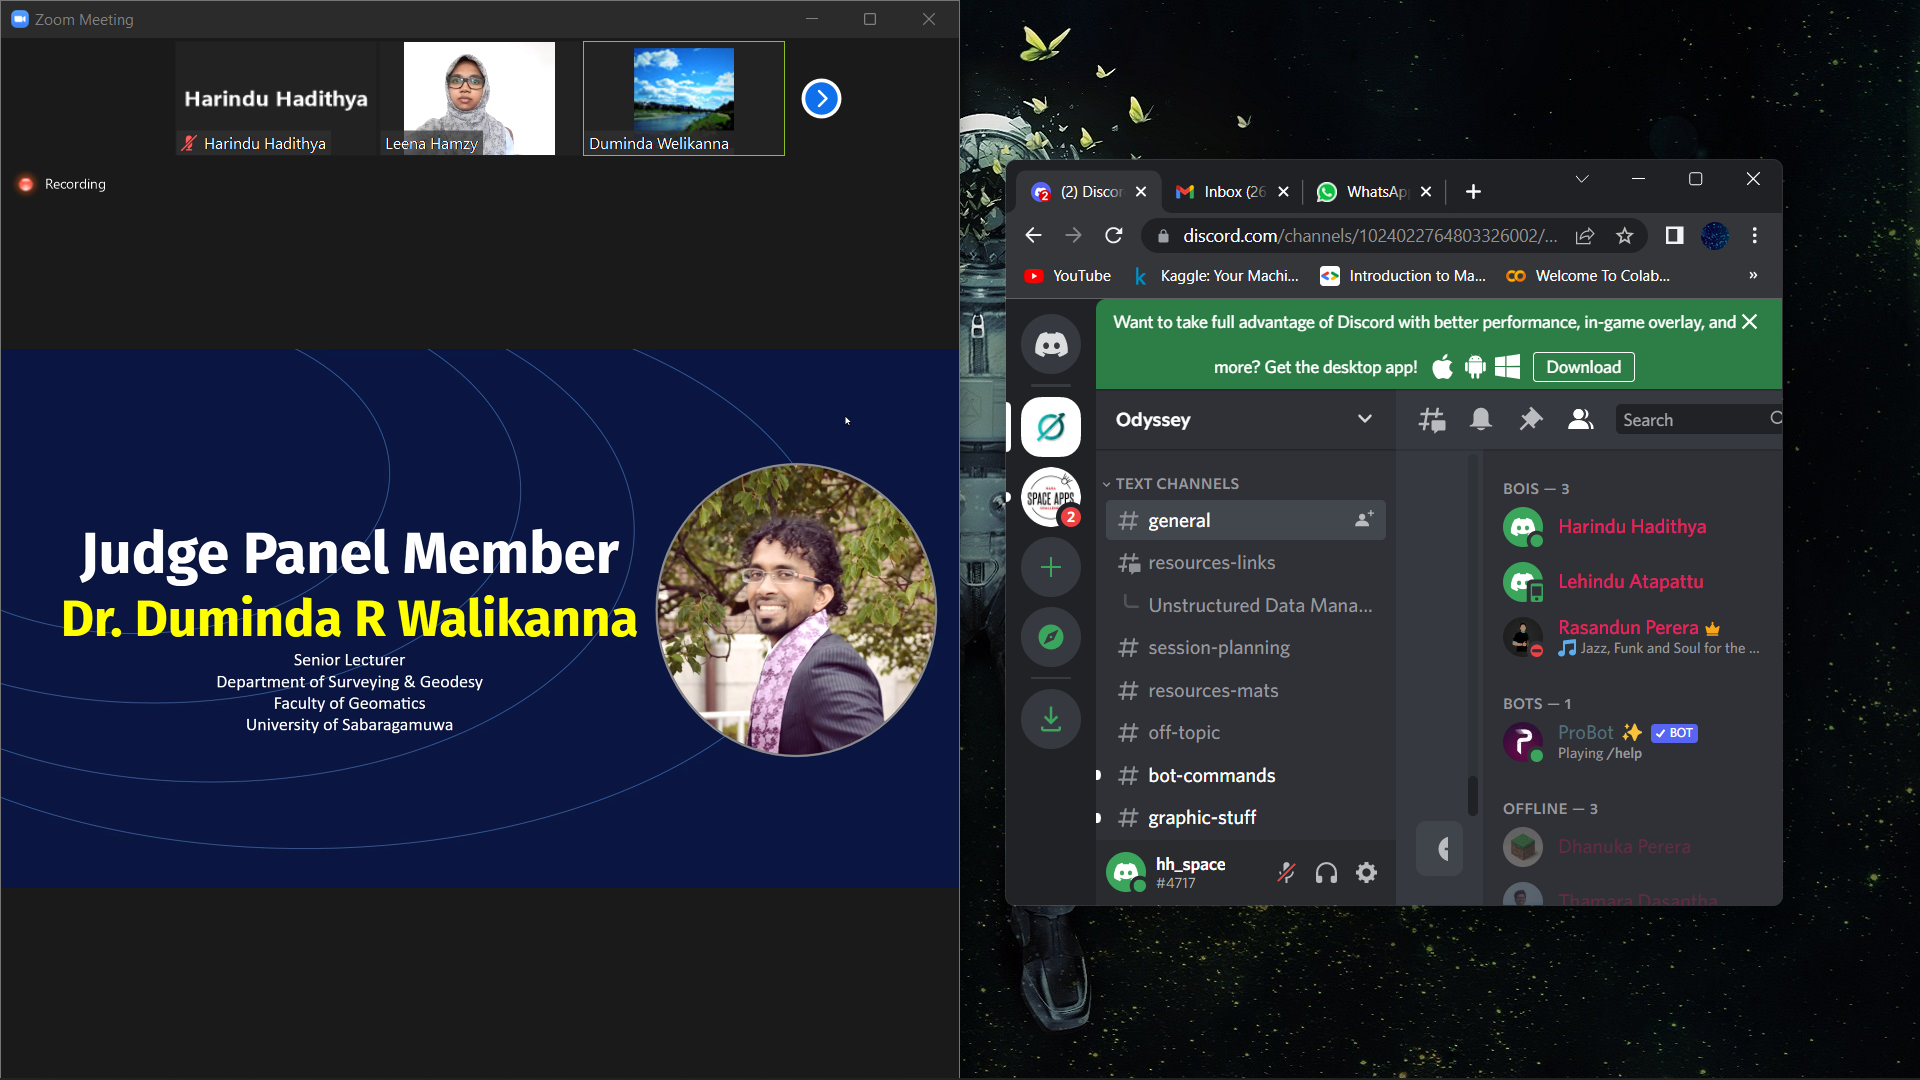 Zoom Meeting
Harindu Hadithya
Harindu Hadithya
Leena Hamzy
Duminda Welikanna
Recording
Judge Panel Member
Dr. Duminda R Walikanna
Senior Lecturer
Department of Surveying & Geodesy
Faculty of Geomatics
University of Sabaragamuwa
(2) Discor
Inbox (26
WhatsAp
discord.com/channels/1024022764803326002/...
YouTube
Kaggle: Your Machi...
Introduction to Ma...
Welcome To Colab...
»
Want to take full advantage of Discord with better performance, in-game overlay, and
more? Get the desktop app!
Download
Odyssey
Search
SPACE APPS
2
TEXT CHANNELS
general
resources-links
Unstructured Data Mana...
session-planning
resources-mats
off-topic
bot-commands
graphic-stuff
hh_space
#4717
BOIS — 3
Harindu Hadithya
Lehindu Atapattu
Rasandun Perera
Jazz, Funk and Soul for the ...
BOTS — 1
ProBot ✨ BOT
Playing /help
OFFLINE — 3
Dhanuka Perera
Thamara Dasantha